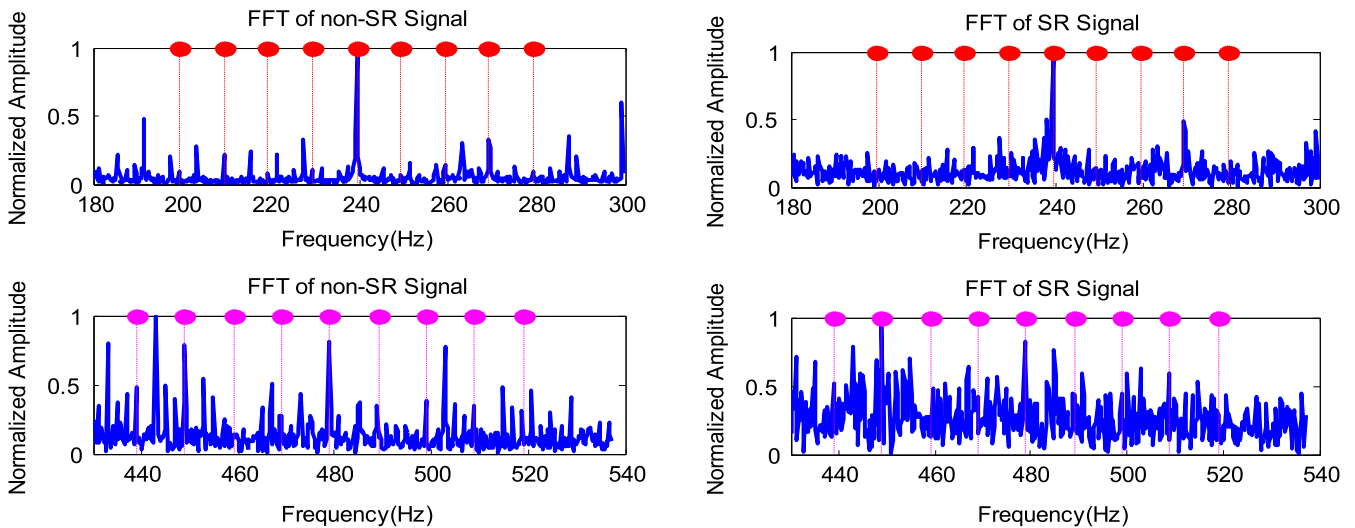 FFT of non-SR Signal
Normalized Amplitude
1
0.5
0
180 200 220 240 260 280 300
Frequency(Hz)
FFT of SR Signal
Normalized Amplitude
1
0.5
0
180 200 220 240 260 280 300
Frequency(Hz)
FFT of non-SR Signal
Normalized Amplitude
1
0.5
0
440 460 480 500 520 540
Frequency(Hz)
FFT of SR Signal
Normalized Amplitude
1
0.5
0
440 460 480 500 520 540
Frequency(Hz)